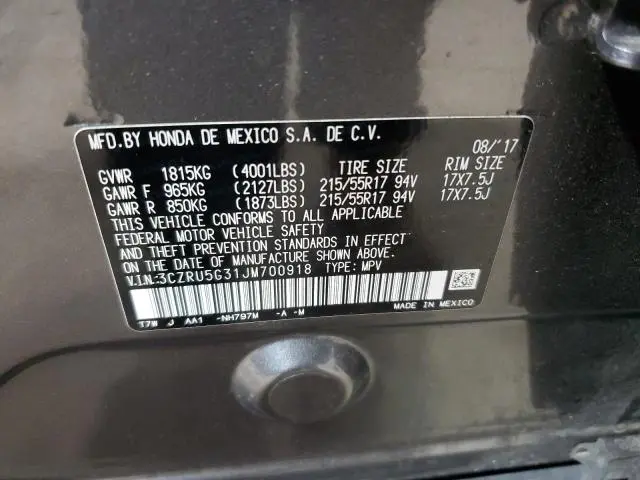 MFD.BY HONDA DE MEXICO S.A. DE C.V.
08/'17
GVWR 1815KG (4001LBS) TIRE SIZE RIM SIZE
GAWR F 965KG (2127LBS) 215/55R17 94V 17X7.5J
GAWR R 850KG (1873LBS) 215/55R17 94V 17X7.5J
THIS VEHICLE CONFORMS TO ALL APPLICABLE
FEDERAL MOTOR VEHICLE SAFETY
AND THEFT PREVENTION STANDARDS IN EFFECT
ON THE DATE OF MANUFACTURE SHOWN ABOVE.
V.I.N:3CZRU5G31JM700918 TYPE: MPV
MADE IN MEXICO
T7W J AA1 -NH797M -A -M